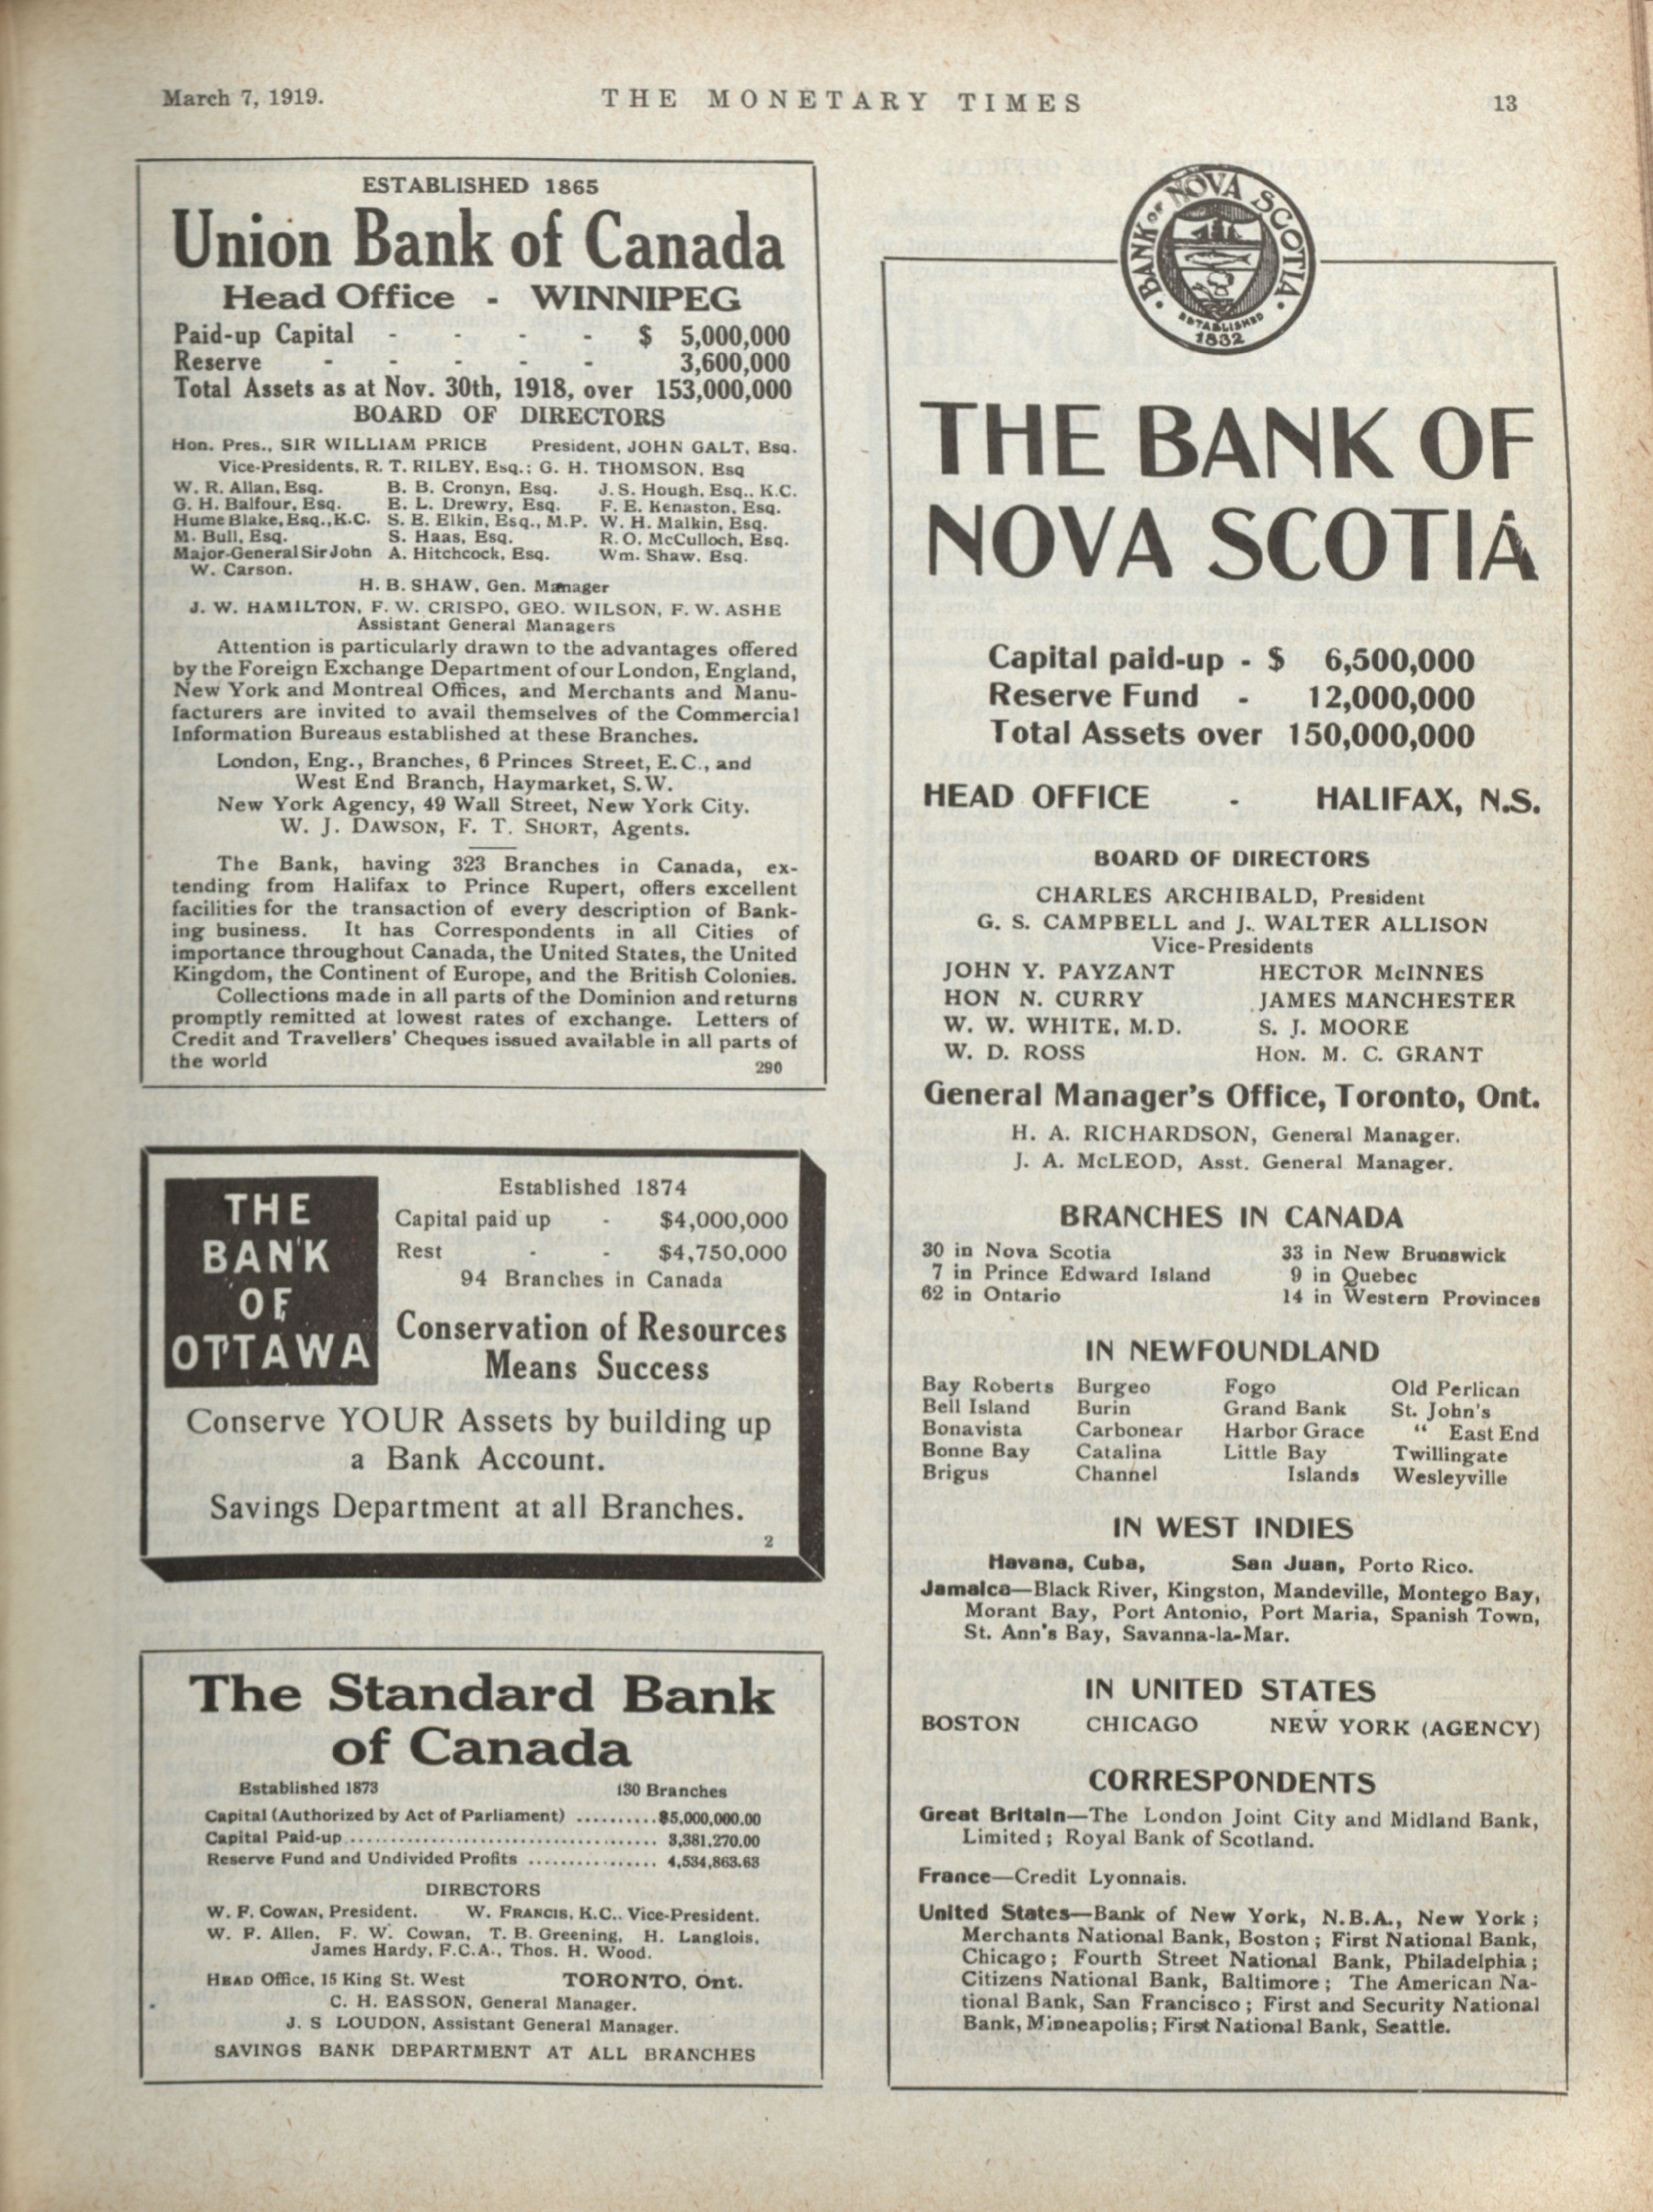 March 7, 1919.
THE MONETARY TIMES
13
ESTABLISHED 1865
Union Bank of Canada
Head Office - WINNIPEG
Paid-up Capital - - - - $ 5,000,000
Reserve - - - - - 3,600,000
Total Assets as at Nov. 30th, 1918, over 153,000,000
BOARD OF DIRECTORS
Hon. Pres., SIR WILLIAM PRICE President, JOHN GALT, Esq.
Vice-Presidents, R. T. RILEY, Esq.; G. H. THOMSON, Esq
W. R. Allan, Esq. B. B. Cronyn, Esq. J. S. Hough, Esq., K.C.
G. H. Balfour, Esq. E. L. Drewry, Esq. F. E. Kenaston, Esq.
Hume Blake, Esq., K.C. S. E. Elkin, Esq., M.P. W. H. Malkin, Esq.
M. Bull, Esq. S. Haas, Esq. R. O. McCulloch, Esq.
Major-General Sir John A. Hitchcock, Esq. Wm. Shaw, Esq.
W. Carson.
H. B. SHAW, Gen. Manager
J. W. HAMILTON, F. W. CRISPO, GEO. WILSON, F. W. ASHE
Assistant General Managers
Attention is particularly drawn to the advantages offered
by the Foreign Exchange Department of our London, England,
New York and Montreal Offices, and Merchants and Manu-
facturers are invited to avail themselves of the Commercial
Information Bureaus established at these Branches.
London, Eng., Branches, 6 Princes Street, E.C., and
West End Branch, Haymarket, S.W.
New York Agency, 49 Wall Street, New York City.
W. J. DAWSON, F. T. SHORT, Agents.
The Bank, having 323 Branches in Canada, ex-
tending from Halifax to Prince Rupert, offers excellent
facilities for the transaction of every description of Bank-
ing business. It has Correspondents in all Cities of
importance throughout Canada, the United States, the United
Kingdom, the Continent of Europe, and the British Colonies.
Collections made in all parts of the Dominion and returns
promptly remitted at lowest rates of exchange. Letters of
Credit and Travellers' Cheques issued available in all parts of
the world 290
THE
BANK
OF
OTTAWA
Established 1874
Capital paid up - $4,000,000
Rest - - $4,750,000
94 Branches in Canada
Conservation of Resources
Means Success
Conserve YOUR Assets by building up
a Bank Account.
Savings Department at all Branches.
2
The Standard Bank
of Canada
Established 1873 130 Branches
Capital (Authorized by Act of Parliament) .......... $5,000,000.00
Capital Paid-up ...................................... 3,381,270.00
Reserve Fund and Undivided Profits ................ 4,534,863.63
DIRECTORS
W. F. COWAN, President. W. FRANCIS, K.C., Vice-President.
W. F. Allen, F. W. Cowan, T. B. Greening, H. Langlois,
James Hardy, F.C.A., Thos. H. Wood.
HEAD Office, 15 King St. West TORONTO, Ont.
C. H. EASSON, General Manager.
J. S LOUDON, Assistant General Manager.
SAVINGS BANK DEPARTMENT AT ALL BRANCHES
BANK OF NOVA SCOTIA
ESTABLISHED
1832
THE BANK OF
NOVA SCOTIA
Capital paid-up - $ 6,500,000
Reserve Fund - 12,000,000
Total Assets over 150,000,000
HEAD OFFICE - HALIFAX, N.S.
BOARD OF DIRECTORS
CHARLES ARCHIBALD, President
G. S. CAMPBELL and J. WALTER ALLISON
Vice-Presidents
JOHN Y. PAYZANT HECTOR McINNES
HON N. CURRY JAMES MANCHESTER
W. W. WHITE, M.D. S. J. MOORE
W. D. ROSS HON. M. C. GRANT
General Manager's Office, Toronto, Ont.
H. A. RICHARDSON, General Manager.
J. A. McLEOD, Asst. General Manager.
BRANCHES IN CANADA
30 in Nova Scotia 33 in New Brunswick
7 in Prince Edward Island 9 in Quebec
62 in Ontario 14 in Western Provinces
IN NEWFOUNDLAND
Bay Roberts Burgeo Fogo Old Perlican
Bell Island Burin Grand Bank St. John's
Bonavista Carbonear Harbor Grace " East End
Bonne Bay Catalina Little Bay Twillingate
Brigus Channel Islands Wesleyville
IN WEST INDIES
Havana, Cuba, San Juan, Porto Rico.
Jamaica—Black River, Kingston, Mandeville, Montego Bay,
Morant Bay, Port Antonio, Port Maria, Spanish Town,
St. Ann's Bay, Savanna-la-Mar.
IN UNITED STATES
BOSTON CHICAGO NEW YORK (AGENCY)
CORRESPONDENTS
Great Britain—The London Joint City and Midland Bank,
Limited; Royal Bank of Scotland.
France—Credit Lyonnais.
United States—Bank of New York, N.B.A., New York;
Merchants National Bank, Boston; First National Bank,
Chicago; Fourth Street National Bank, Philadelphia;
Citizens National Bank, Baltimore; The American Na-
tional Bank, San Francisco; First and Security National
Bank, Minneapolis; First National Bank, Seattle.